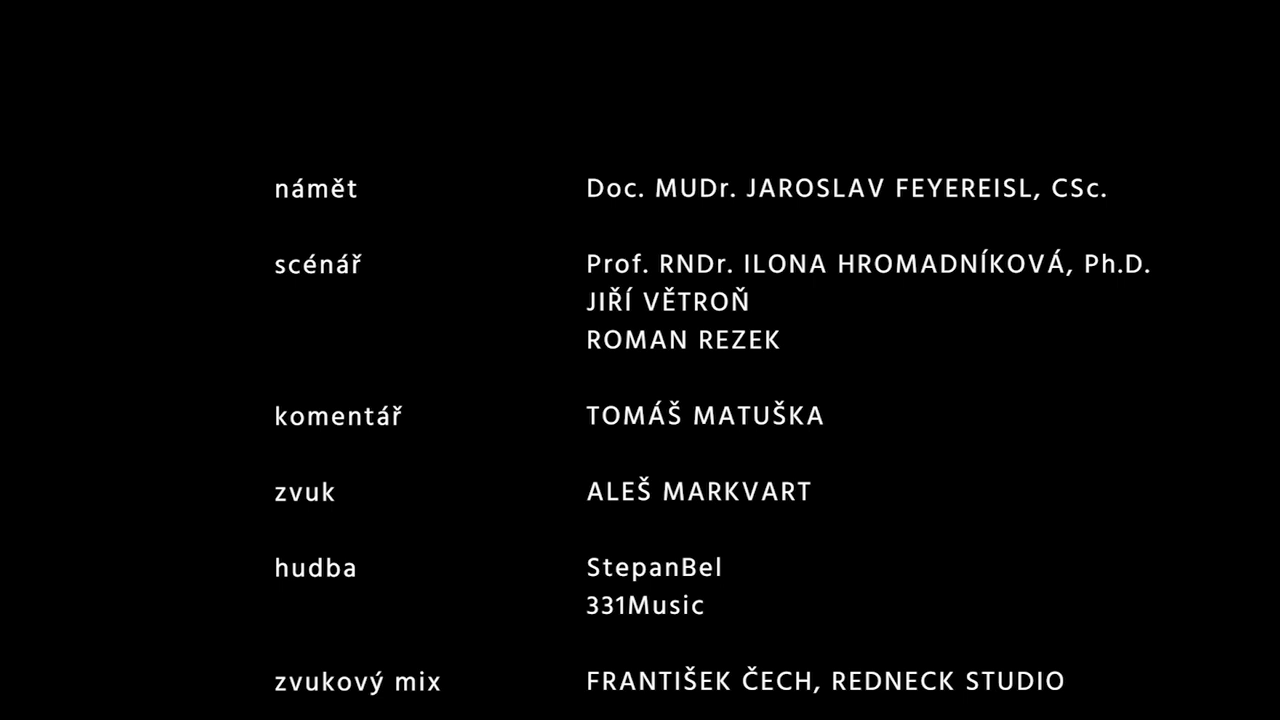 námět Doc. MUDr. JAROSLAV FEYEREISL, CSc.
scénář Prof. RNDr. ILONA HROMADNÍKOVÁ, Ph.D.
JIŘÍ VĚTROŇ
ROMAN REZEK
komentář TOMÁŠ MATUŠKA
zvuk ALEŠ MARKVART
hudba StepanBel
331Music
zvukový mix FRANTIŠEK ČECH, REDNECK STUDIO